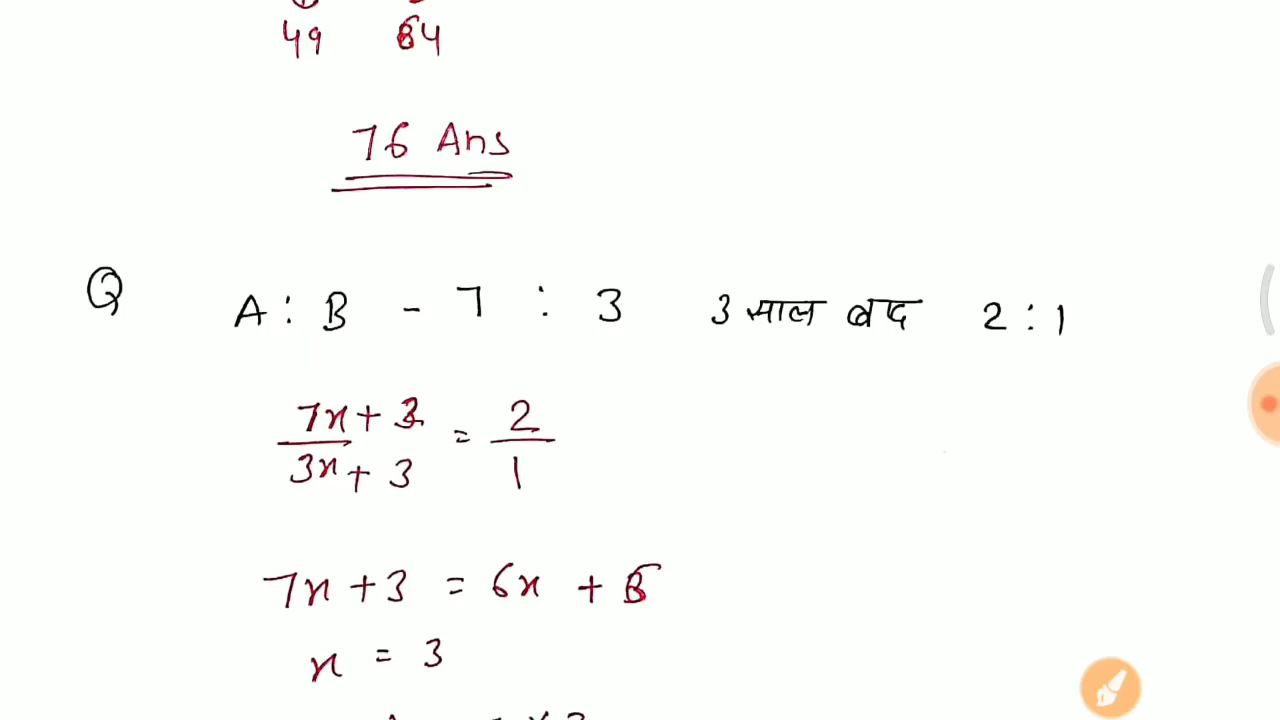 49 64
76 Ans
Q A : B - 7 : 3 3 साल बाद 2 : 1
7x + 3 = 2
3x + 3 1
7x + 3 = 6x + 6
x = 3